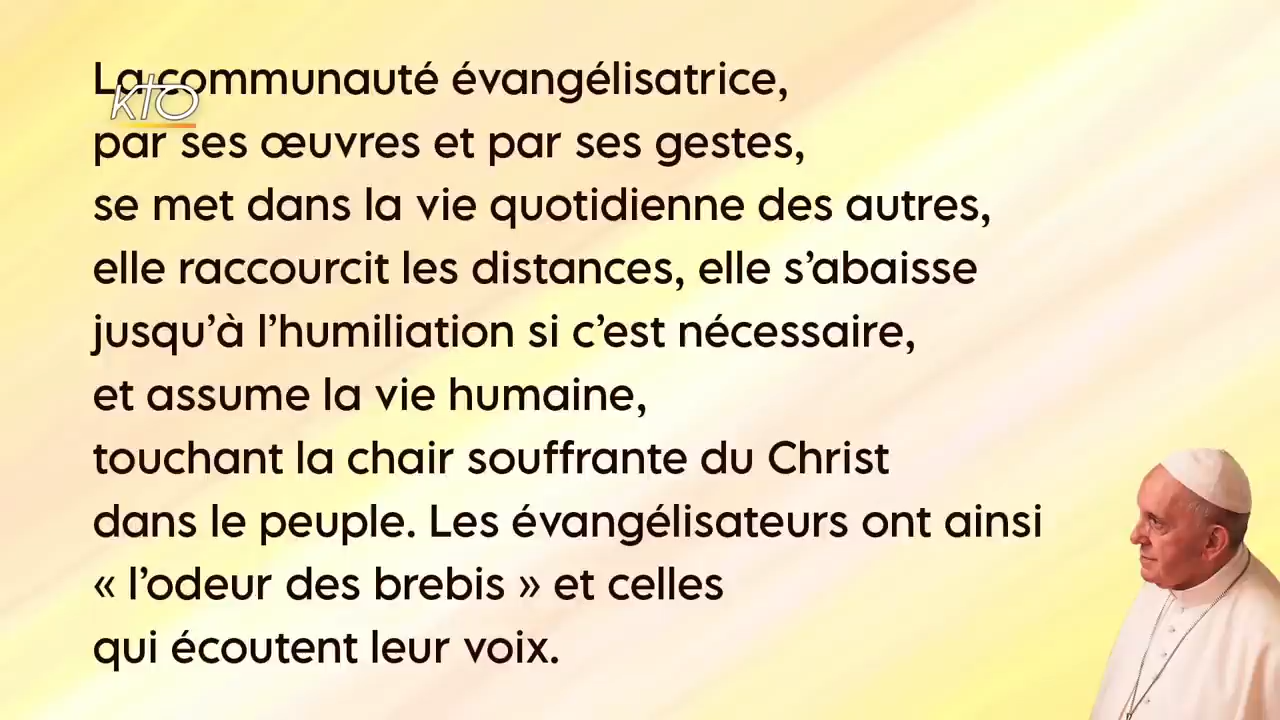 La communauté évangélisatrice,
KTO
par ses œuvres et par ses gestes,
se met dans la vie quotidienne des autres,
elle raccourcit les distances, elle s’abaisse
jusqu’à l’humiliation si c’est nécessaire,
et assume la vie humaine,
touchant la chair souffrante du Christ
dans le peuple. Les évangélisateurs ont ainsi
« l’odeur des brebis » et celles
qui écoutent leur voix.